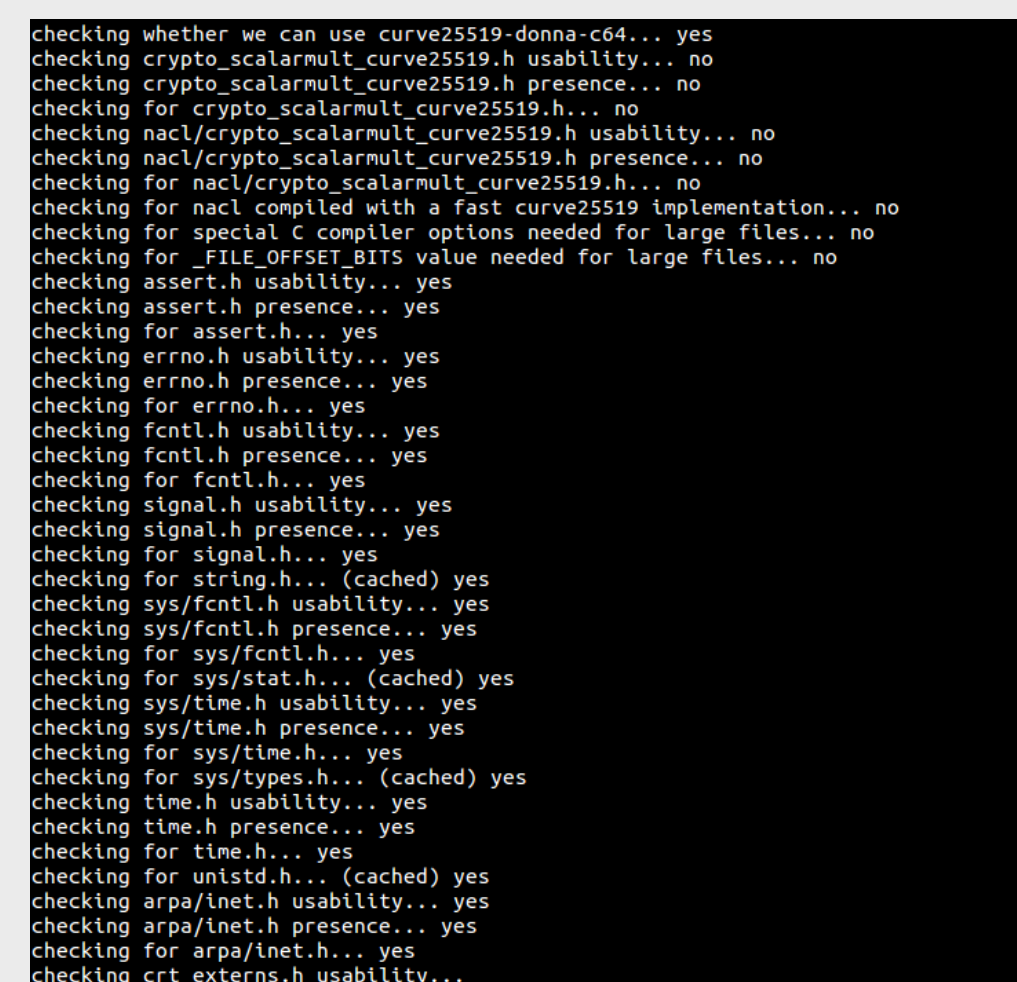 checking whether we can use curve25519-donna-c64... yes
checking crypto_scalarmult_curve25519.h usability... no
checking crypto_scalarmult_curve25519.h presence... no
checking for crypto_scalarmult_curve25519.h... no
checking nacl/crypto_scalarmult_curve25519.h usability... no
checking nacl/crypto_scalarmult_curve25519.h presence... no
checking for nacl/crypto_scalarmult_curve25519.h... no
checking for nacl compiled with a fast curve25519 implementation... no
checking for special C compiler options needed for large files... no
checking for _FILE_OFFSET_BITS value needed for large files... no
checking assert.h usability... yes
checking assert.h presence... yes
checking for assert.h... yes
checking errno.h usability... yes
checking errno.h presence... yes
checking for errno.h... yes
checking fcntl.h usability... yes
checking fcntl.h presence... yes
checking for fcntl.h... yes
checking signal.h usability... yes
checking signal.h presence... yes
checking for signal.h... yes
checking for string.h... (cached) yes
checking sys/fcntl.h usability... yes
checking sys/fcntl.h presence... yes
checking for sys/fcntl.h... yes
checking for sys/stat.h... (cached) yes
checking sys/time.h usability... yes
checking sys/time.h presence... yes
checking for sys/time.h... yes
checking for sys/types.h... (cached) yes
checking time.h usability... yes
checking time.h presence... yes
checking for time.h... yes
checking for unistd.h... (cached) yes
checking arpa/inet.h usability... yes
checking arpa/inet.h presence... yes
checking for arpa/inet.h... yes
checking crt_externs.h usability...